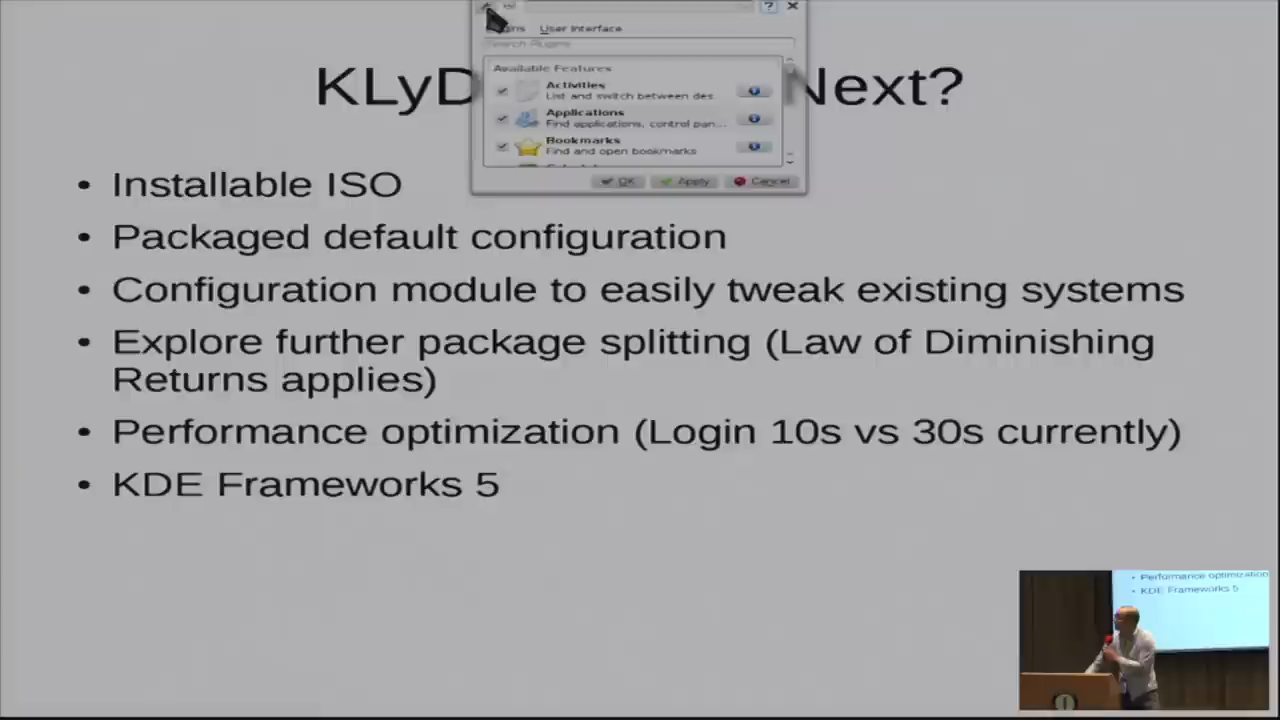 ?
ins User Interface
Search Plugins
Available Features
KLyD Next?
Activities
List and switch between des
Applications
Find applications, control pan...
Bookmarks
Find and open bookmarks
OK Apply Cancel
• Installable ISO
• Packaged default configuration
• Configuration module to easily tweak existing systems
• Explore further package splitting (Law of Diminishing
Returns applies)
• Performance optimization (Login 10s vs 30s currently)
• KDE Frameworks 5
• Performance optimization
• KDE Frameworks 5